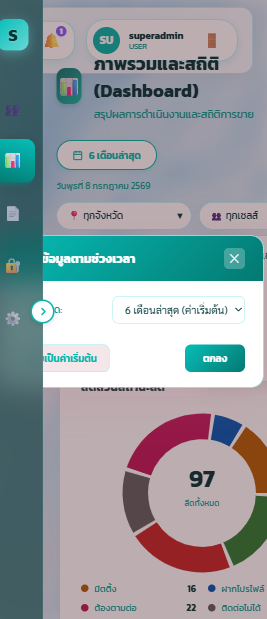 S
1
SU
superadmin
USER
ภาพรวมและสถิติ
(Dashboard)
สรุปผลการดำเนินงานและสถิติการขาย
6 เดือนล่าสุด
วันพุธที่ 8 กรกฎาคม 2569
ทุกจังหวัด
ทุกเซลส์
ข้อมูลตามช่วงเวลา
6 เดือนล่าสุด (ค่าเริ่มต้น)
เป็นค่าเริ่มต้น
ตกลง
97
ลีดทั้งหมด
มิดติ้ง 16
ฝากโปรไฟล์
ต้องตามต่อ 22
ติดต่อไม่ได้